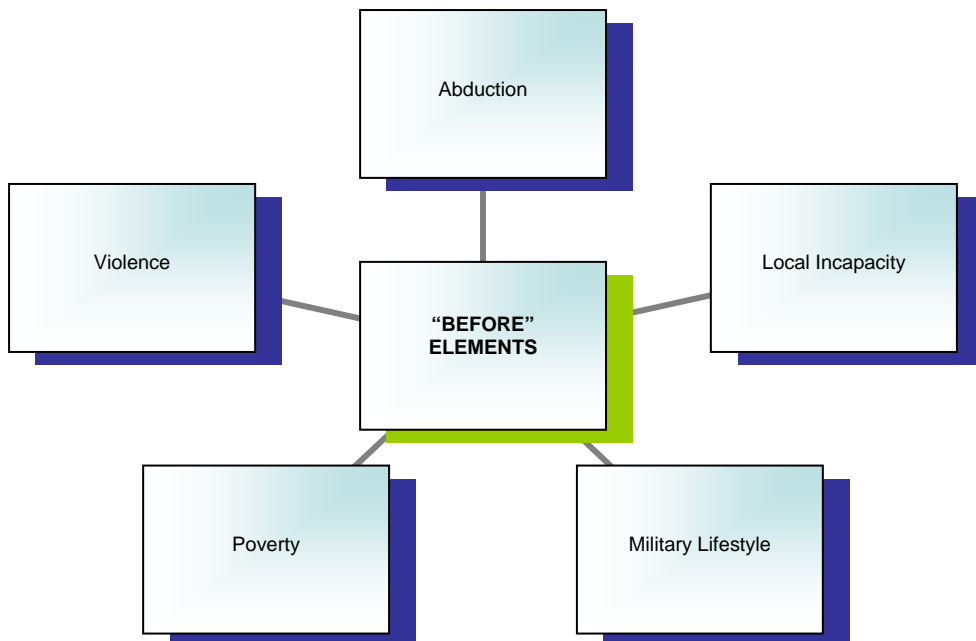 Abduction
Violence
Local Incapacity
“BEFORE”
ELEMENTS
Poverty
Military Lifestyle